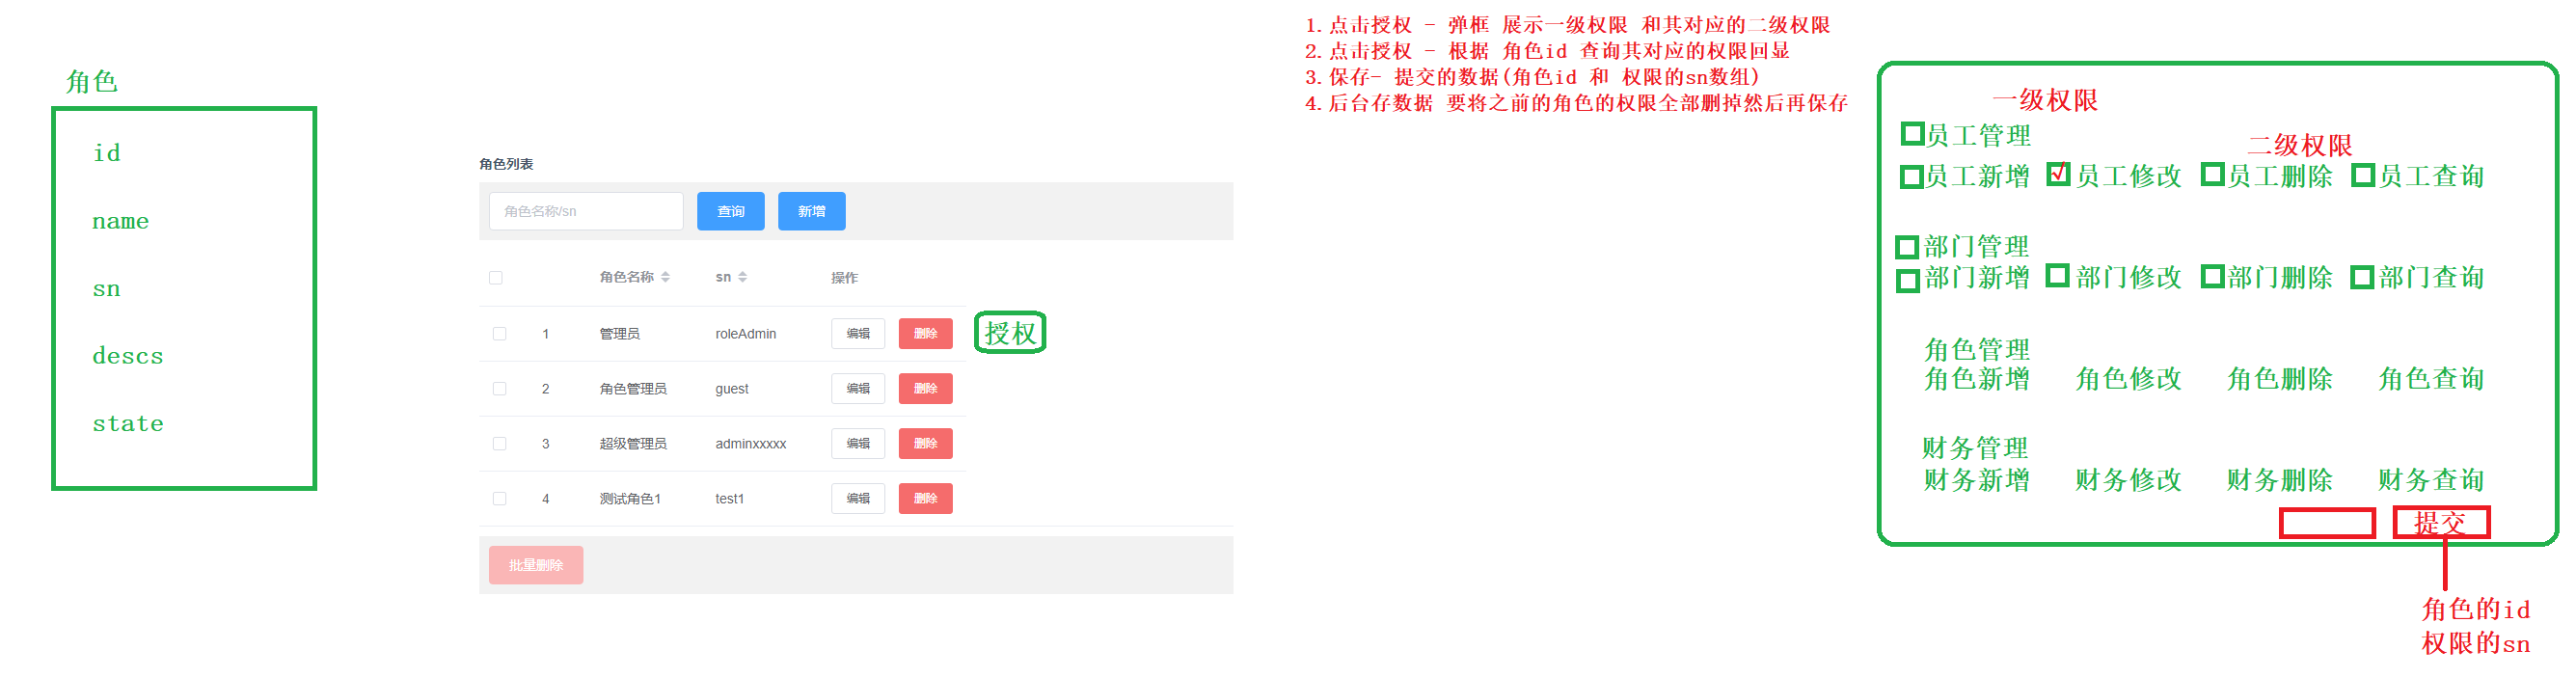 角色
id
name
sn
descs
state
角色列表
角色名称/sn 查询 新增
角色名称 sn 操作
1 管理员 roleAdmin 编辑 删除 授权
2 角色管理员 guest 编辑 删除
3 超级管理员 adminxxxxx 编辑 删除
4 测试角色1 test1 编辑 删除
批量删除
1. 点击授权 - 弹框 展示一级权限 和其对应的二级权限
2. 点击授权 - 根据 角色id 查询其对应的权限回显
3. 保存- 提交的数据(角色id 和 权限的sn数组)
4. 后台存数据 要将之前的角色的权限全部删掉然后再保存
一级权限
员工管理
二级权限
员工新增 √ 员工修改 员工删除 员工查询
部门管理
部门新增 部门修改 部门删除 部门查询
角色管理
角色新增 角色修改 角色删除 角色查询
财务管理
财务新增 财务修改 财务删除 财务查询
提交
角色的id
权限的sn